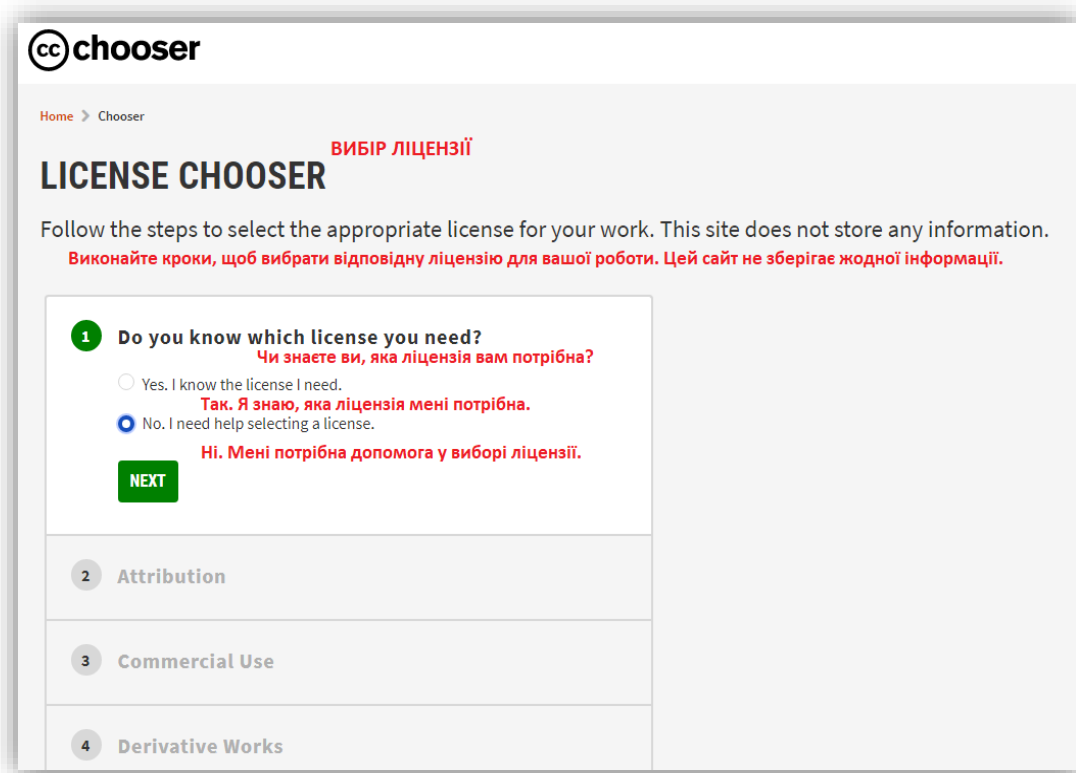 cc chooser
Home > Chooser
ВИБІР ЛІЦЕНЗІЇ
LICENSE CHOOSER
Follow the steps to select the appropriate license for your work. This site does not store any information.
Виконайте кроки, щоб вибрати відповідну ліцензію для вашої роботи. Цей сайт не зберігає жодної інформації.
1 Do you know which license you need?
Чи знаєте ви, яка ліцензія вам потрібна?
Yes. I know the license I need.
Так. Я знаю, яка ліцензія мені потрібна.
No. I need help selecting a license.
Ні. Мені потрібна допомога у виборі ліцензії.
NEXT
2 Attribution
3 Commercial Use
4 Derivative Works